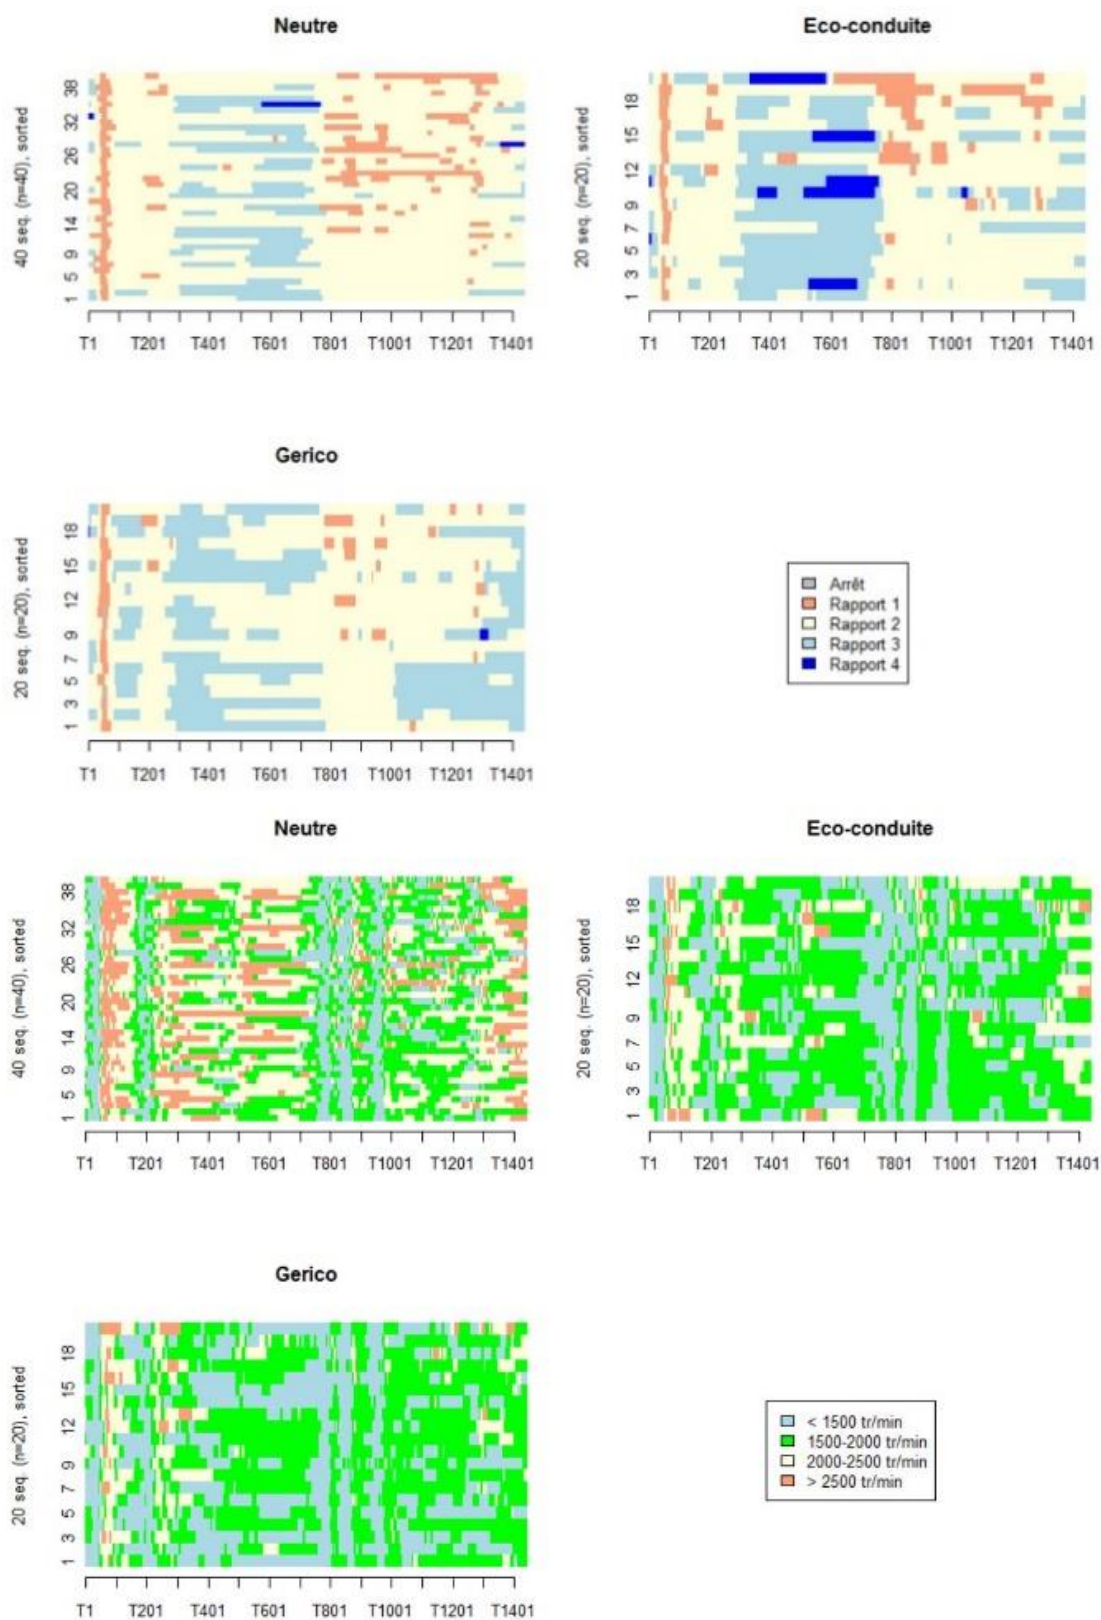 Neutre
40 seq. (n=40), sorted
1 5 9 14 20 26 32 38
T1 T201 T401 T601 T801 T1001 T1201 T1401
Eco-conduite
20 seq. (n=20), sorted
1 3 5 7 9 12 15 18
T1 T201 T401 T601 T801 T1001 T1201 T1401
Gerico
20 seq. (n=20), sorted
1 3 5 7 9 12 15 18
T1 T201 T401 T601 T801 T1001 T1201 T1401
Arrêt
Rapport 1
Rapport 2
Rapport 3
Rapport 4
Neutre
40 seq. (n=40), sorted
1 5 9 14 20 26 32 38
T1 T201 T401 T601 T801 T1001 T1201 T1401
Eco-conduite
20 seq. (n=20), sorted
1 3 5 7 9 12 15 18
T1 T201 T401 T601 T801 T1001 T1201 T1401
Gerico
20 seq. (n=20), sorted
1 3 5 7 9 12 15 18
T1 T201 T401 T601 T801 T1001 T1201 T1401
< 1500 tr/min
1500-2000 tr/min
2000-2500 tr/min
> 2500 tr/min